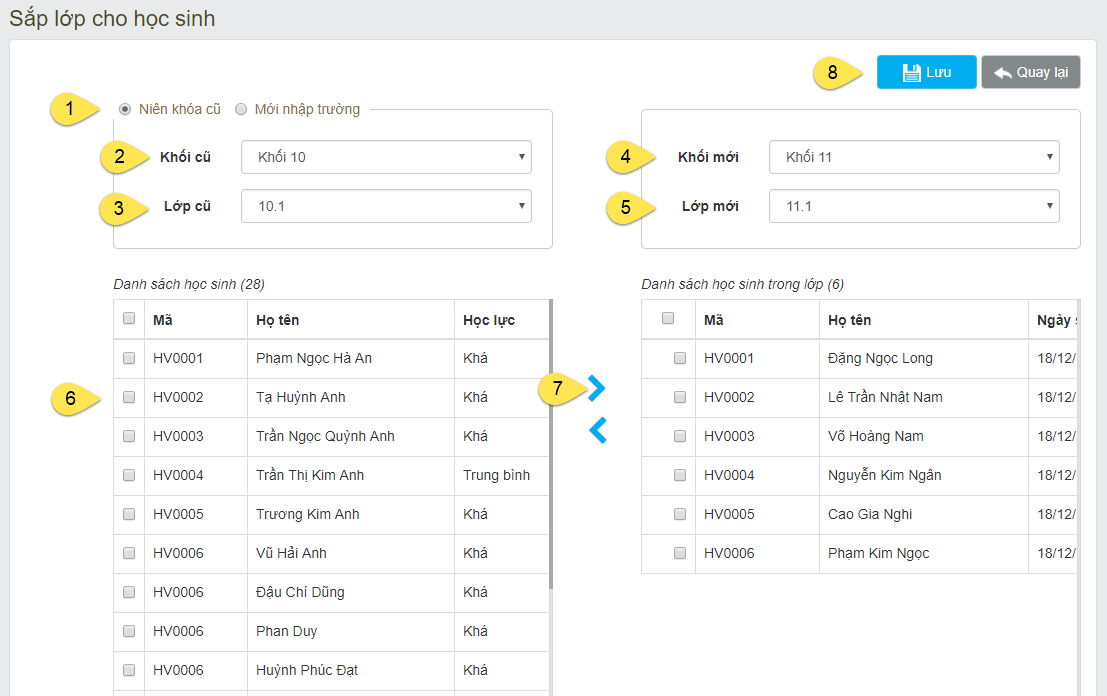 Sắp lớp cho học sinh
8 Lưu Quay lại
1 Niên khóa cũ Mới nhập trường
2 Khối cũ Khối 10
3 Lớp cũ 10.1
4 Khối mới Khối 11
5 Lớp mới 11.1
Danh sách học sinh (28)
Mã Họ tên Học lực
HV0001 Phạm Ngọc Hà An Khá
6 HV0002 Tạ Huỳnh Anh Khá
HV0003 Trần Ngọc Quỳnh Anh Khá
HV0004 Trần Thị Kim Anh Trung bình
HV0005 Trương Kim Anh Khá
HV0006 Vũ Hải Anh Khá
HV0006 Đậu Chí Dũng Khá
HV0006 Phan Duy Khá
HV0006 Huỳnh Phúc Đạt Khá
7
Danh sách học sinh trong lớp (6)
Mã Họ tên Ngày
HV0001 Đặng Ngọc Long 18/12/
HV0002 Lê Trần Nhật Nam 18/12/
HV0003 Võ Hoàng Nam 18/12/
HV0004 Nguyễn Kim Ngân 18/12/
HV0005 Cao Gia Nghi 18/12/
HV0006 Phạm Kim Ngọc 18/12/